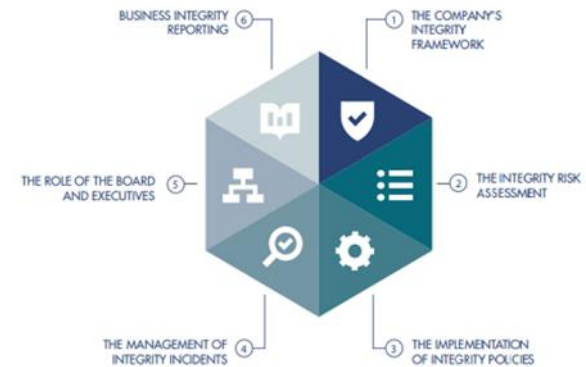 BUSINESS INTEGRITY
REPORTING
6
1
THE COMPANY'S
INTEGRITY
FRAMEWORK
THE ROLE OF THE BOARD
AND EXECUTIVES
5
2
THE INTEGRITY RISK
ASSESSMENT
THE MANAGEMENT OF
INTEGRITY INCIDENTS
4
3
THE IMPLEMENTATION
OF INTEGRITY POLICIES